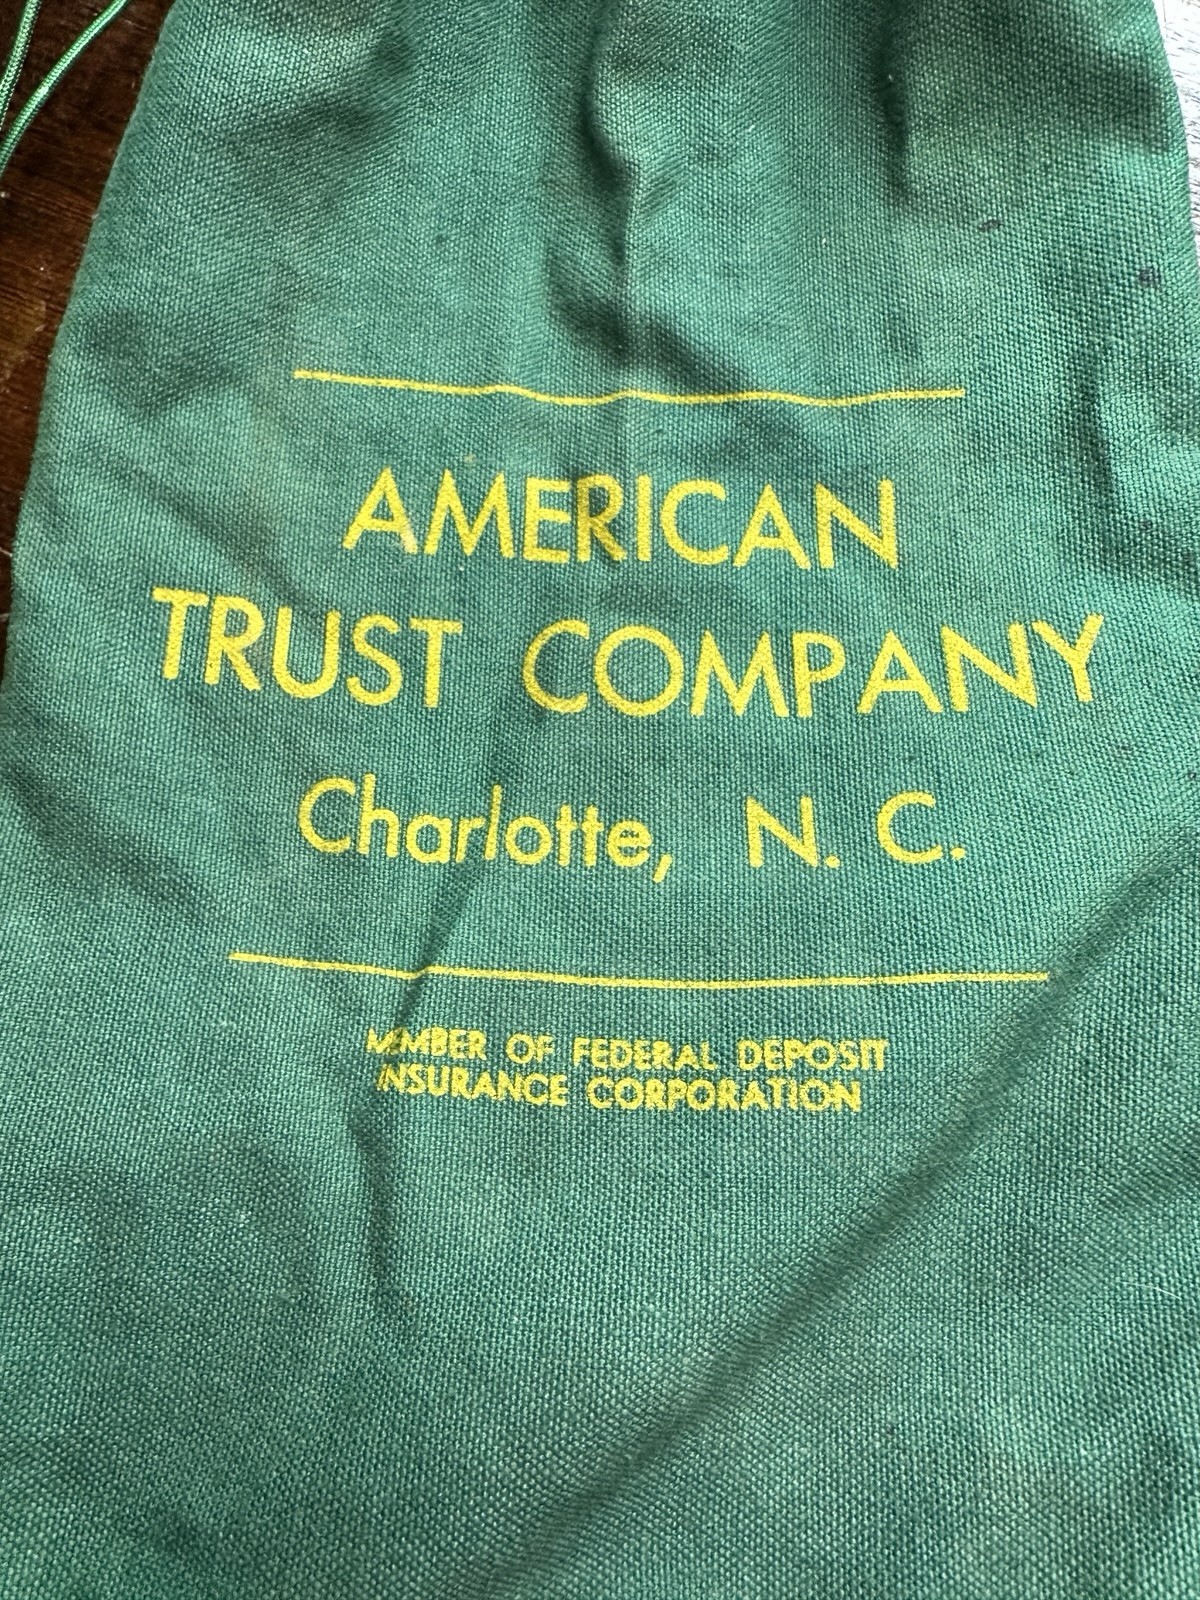 AMERICAN
TRUST COMPANY
Charlotte, N. C.
MEMBER OF FEDERAL DEPOSIT
INSURANCE CORPORATION